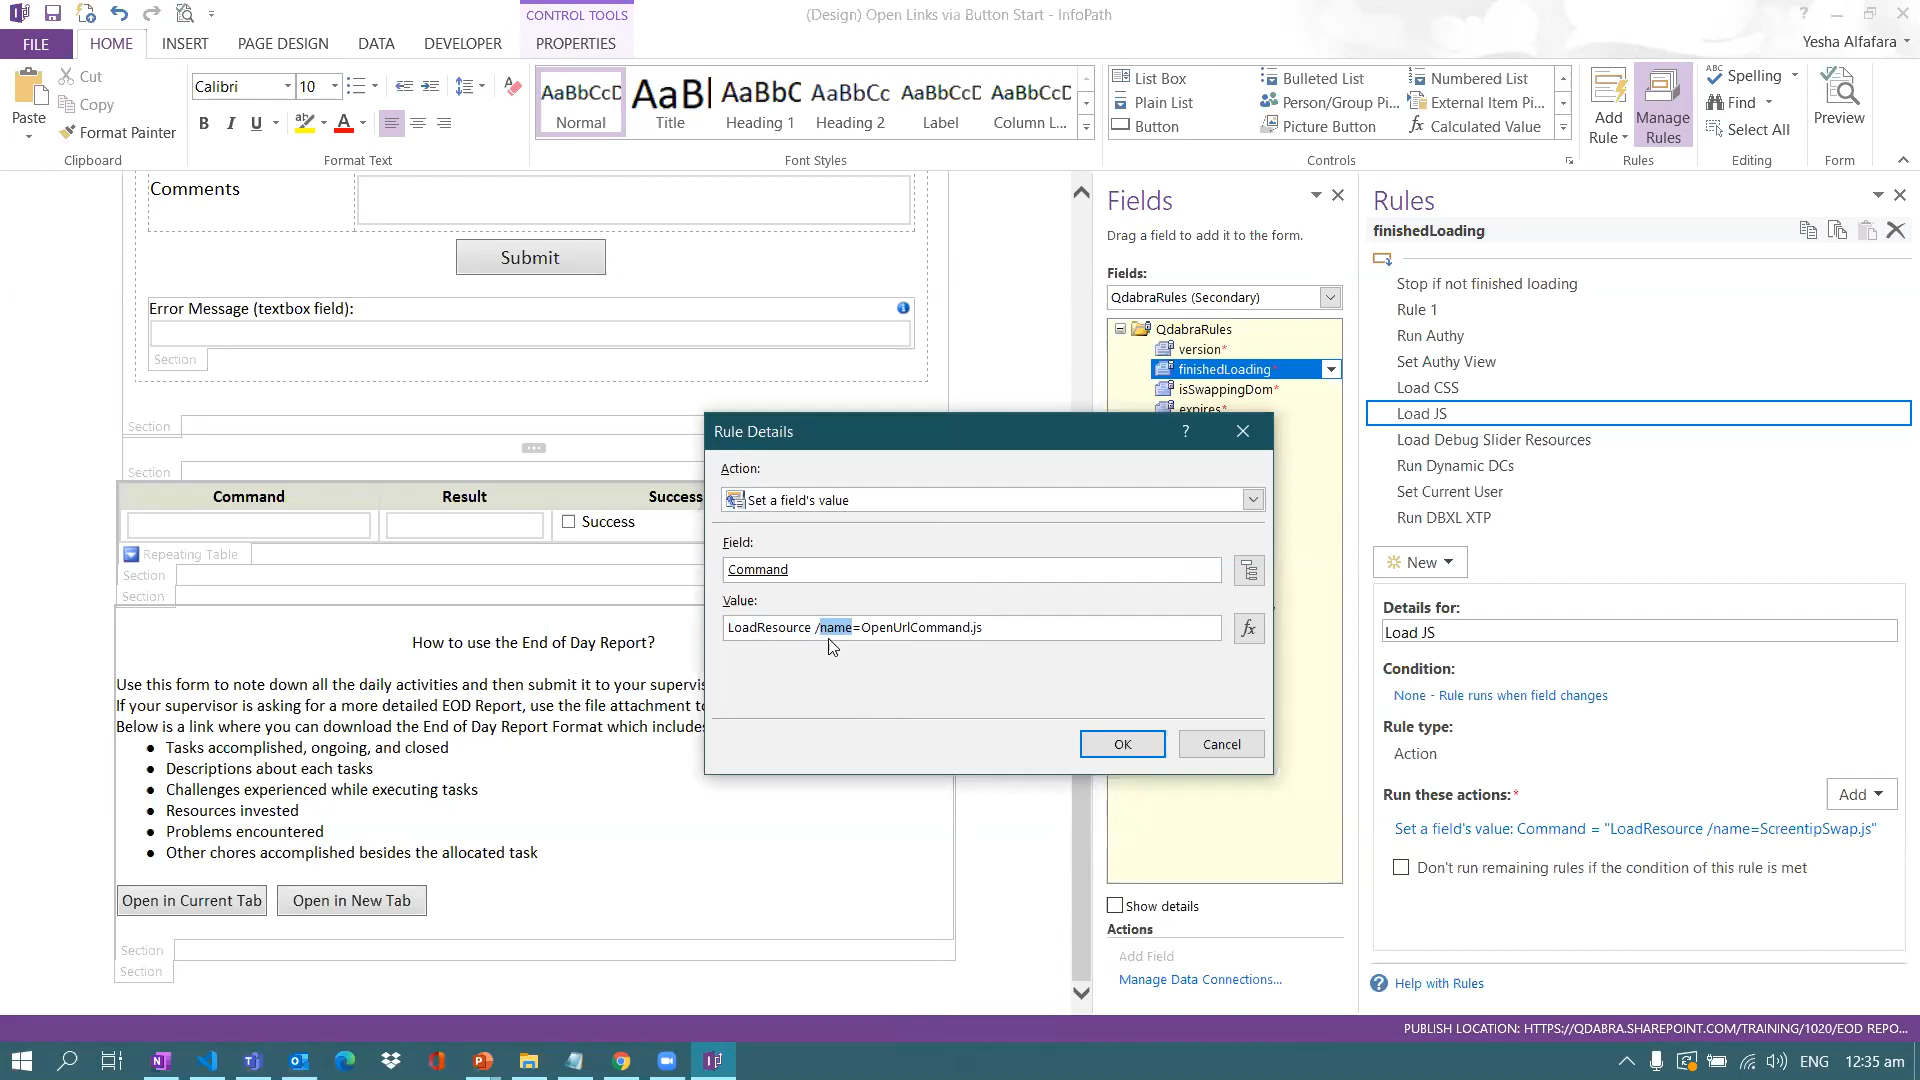 CONTROL TOOLS
(Design) Open Links via Button Start - InfoPath
?
FILE
HOME
INSERT
PAGE DESIGN
DATA
DEVELOPER
PROPERTIES
Yesha Alfafara
Paste
Cut
Copy
Format Painter
Clipboard
Calibri
10
B
I
U
A
Format Text
AaBbCcD
Normal
AaB
Title
AaBbC
Heading 1
AaBbCc
Heading 2
AaBbCcD
Label
AaBbCcD
Column L...
Font Styles
List Box
Plain List
Button
Bulleted List
Person/Group Pi...
Picture Button
Numbered List
External Item Pi...
fx Calculated Value
Controls
Add
Rule
Manage
Rules
Rules
ABC
Spelling
Find
Select All
Editing
Preview
Form
Comments
Submit
Error Message (textbox field):
Section
Section
Section
Command
Result
Success
Success
Repeating Table
Section
Section
How to use the End of Day Report?
Use this form to note down all the daily activities and then submit it to your supervis
If your supervisor is asking for a more detailed EOD Report, use the file attachment to
Below is a link where you can download the End of Day Report Format which includes
● Tasks accomplished, ongoing, and closed
● Descriptions about each tasks
● Challenges experienced while executing tasks
● Resources invested
● Problems encountered
● Other chores accomplished besides the allocated task
Open in Current Tab
Open in New Tab
Section
Section
Rule Details
?
Action:
Set a field's value
Field:
Command
Value:
LoadResource /name=OpenUrlCommand.js
fx
OK
Cancel
Fields
Drag a field to add it to the form.
Fields:
QdabraRules (Secondary)
QdabraRules
version*
finishedLoading*
isSwappingDom*
expires*
Show details
Actions
Add Field
Manage Data Connections...
Rules
finishedLoading
Stop if not finished loading
Rule 1
Run Authy
Set Authy View
Load CSS
Load JS
Load Debug Slider Resources
Run Dynamic DCs
Set Current User
Run DBXL XTP
New
Details for:
Load JS
Condition:
None - Rule runs when field changes
Rule type:
Action
Run these actions:*
Add
Set a field's value: Command = "LoadResource /name=ScreentipSwap.js"
Don't run remaining rules if the condition of this rule is met
Help with Rules
PUBLISH LOCATION: HTTPS://QDABRA.SHAREPOINT.COM/TRAINING/1020/EOD REPO...
ENG
12:35 am